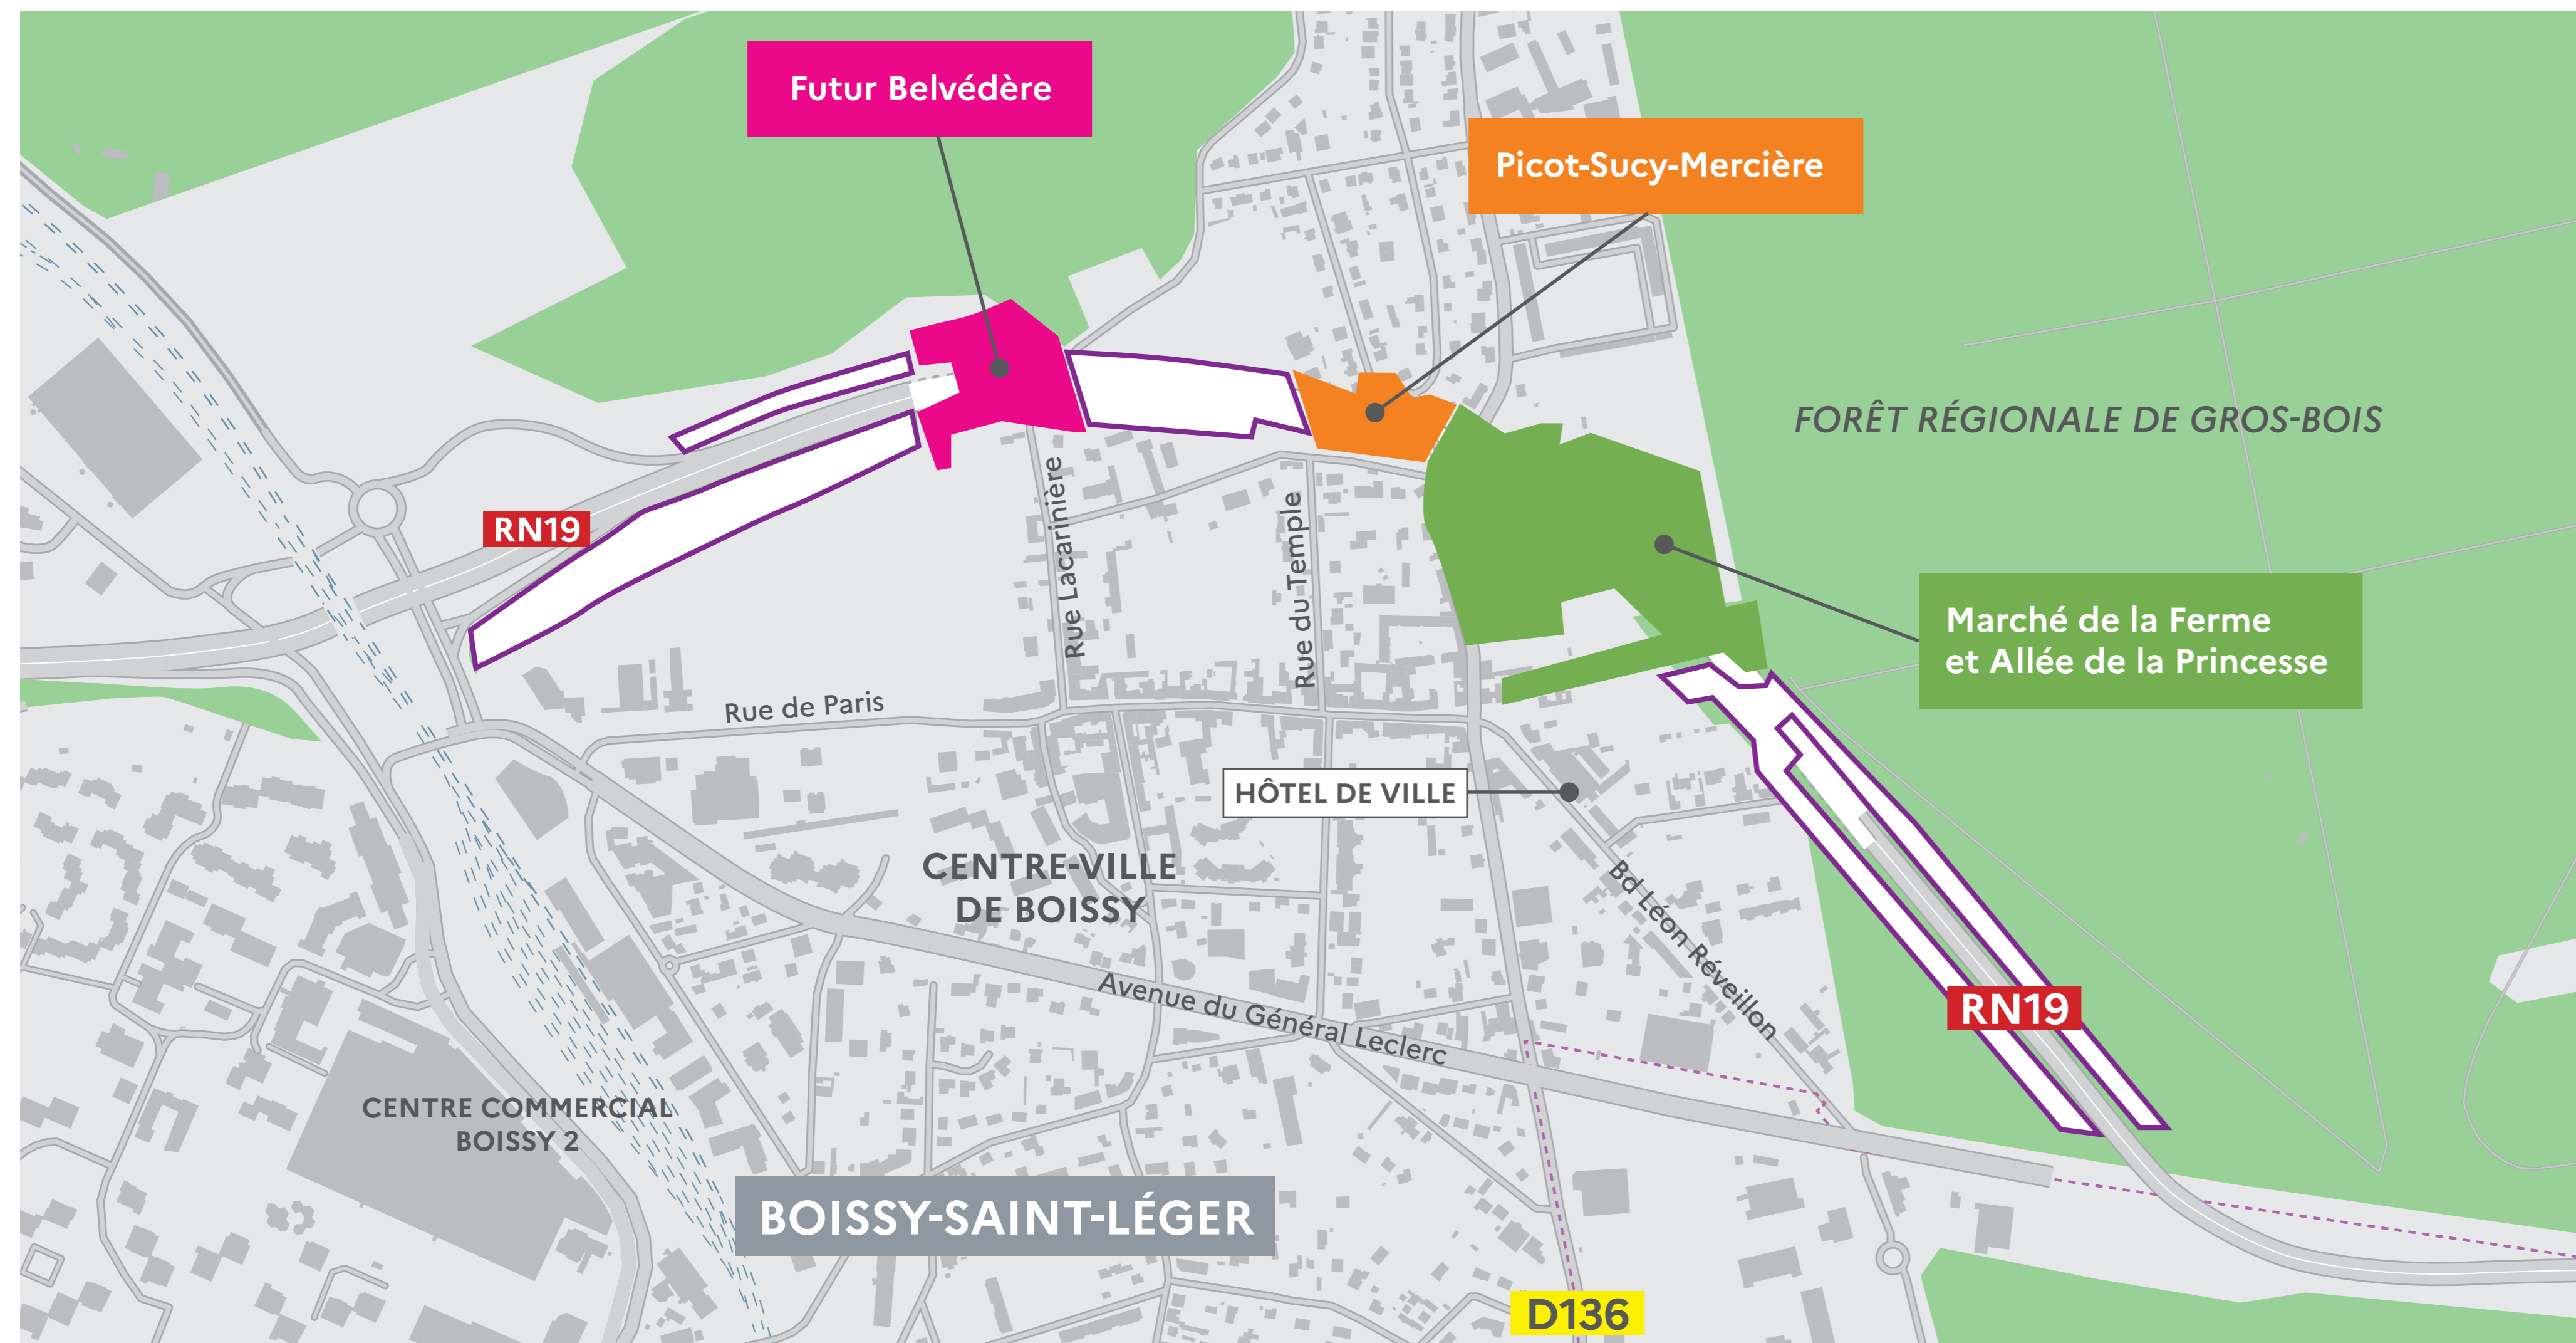 Futur Belvédère
Picot-Sucy-Mercière
FORÊT RÉGIONALE DE GROS-BOIS
RN19
Rue Lacarinière
Rue du Temple
Marché de la Ferme
et Allée de la Princesse
Rue de Paris
HÔTEL DE VILLE
CENTRE-VILLE
DE BOISSY
Bd Léon Réveillon
Avenue du Général Leclerc
RN19
CENTRE COMMERCIAL
BOISSY 2
BOISSY-SAINT-LÉGER
D136